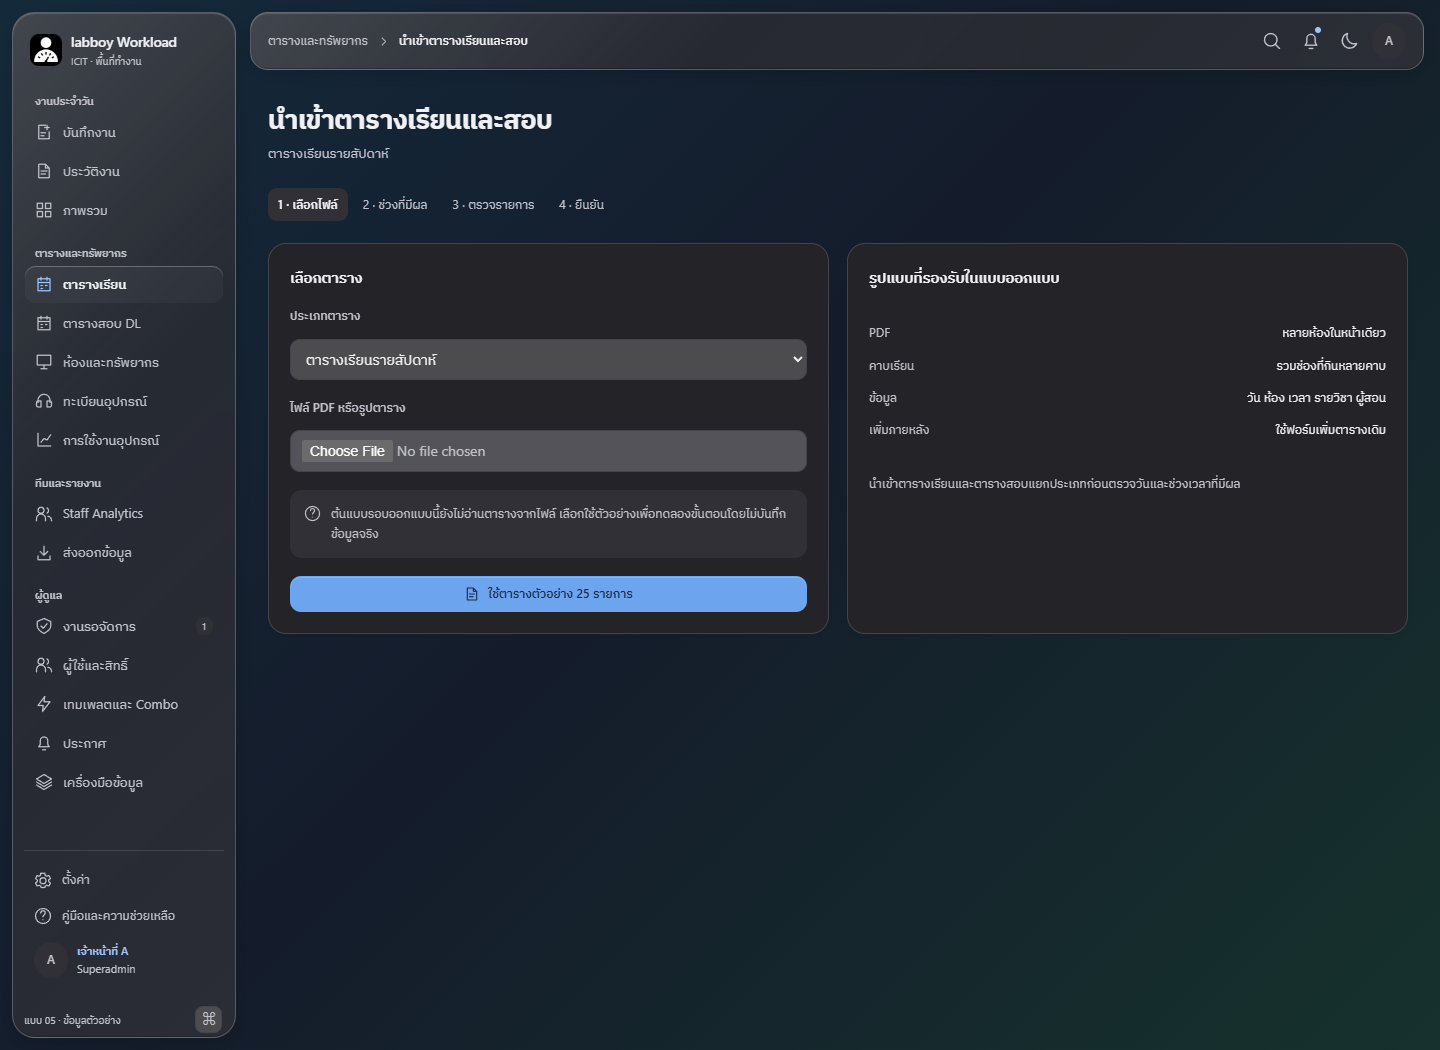 labboy Workload
ICIT · พื้นที่ทำงาน
งานประจำวัน
บันทึกงาน
ประวัติงาน
ภาพรวม
ตารางและทรัพยากร
ตารางเรียน
ตารางสอบ DL
ห้องและทรัพยากร
ทะเบียนอุปกรณ์
การใช้งานอุปกรณ์
ทีมและรายงาน
Staff Analytics
ส่งออกข้อมูล
ผู้ดูแล
งานรอจัดการ 1
ผู้ใช้และสิทธิ์
เทมเพลตและ Combo
ประกาศ
เครื่องมือข้อมูล
ตั้งค่า
คู่มือและความช่วยเหลือ
A
เจ้าหน้าที่ A
Superadmin
แบบ 05 · ข้อมูลตัวอย่าง
ตารางและทรัพยากร > นำเข้าตารางเรียนและสอบ
A
นำเข้าตารางเรียนและสอบ
ตารางเรียนรายสัปดาห์
1 · เลือกไฟล์ 2 · ช่วงที่มีผล 3 · ตรวจรายการ 4 · ยืนยัน
เลือกตาราง
ประเภทตาราง
ตารางเรียนรายสัปดาห์
ไฟล์ PDF หรือรูปตาราง
Choose File No file chosen
ต้นแบบรอบออกแบบนี้ยังไม่อ่านตารางจากไฟล์ เลือกใช้ตัวอย่างเพื่อทดลองขั้นตอนโดยไม่บันทึก
ข้อมูลจริง
ใช้ตารางตัวอย่าง 25 รายการ
รูปแบบที่รองรับในแบบออกแบบ
PDF หลายห้องในหน้าเดียว
คาบเรียน รวมช่องที่กินหลายคาบ
ข้อมูล วัน ห้อง เวลา รายวิชา ผู้สอน
เพิ่มภายหลัง ใช้ฟอร์มเพิ่มตารางเดิม
นำเข้าตารางเรียนและตารางสอบแยกประเภทก่อนตรวจวันและช่วงเวลาที่มีผล